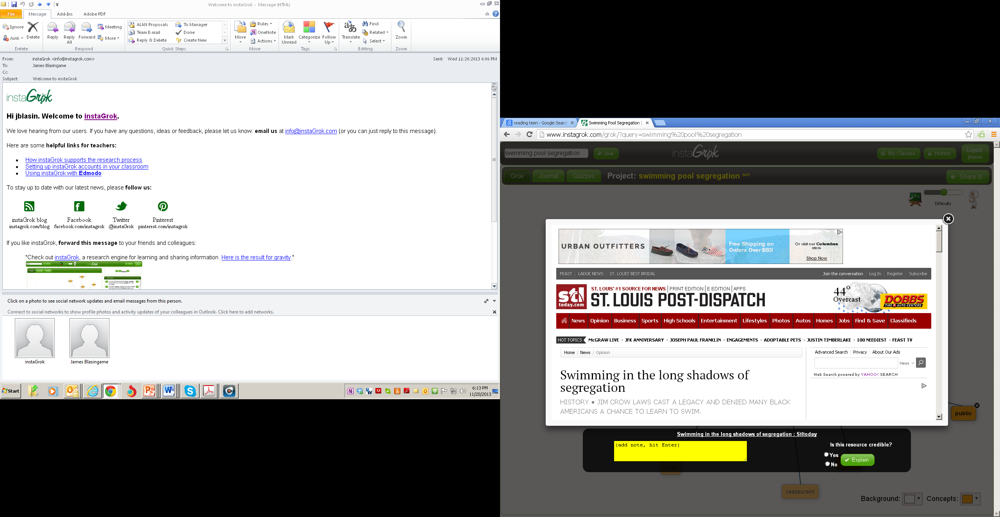 Welcome to instaGrok - Message (HTML)
File Message Add-Ins Adobe PDF
Ignore
Junk
Delete
Delete
Reply
Reply All
Forward
Meeting
More
Respond
ALAN Proposals
Team E-mail
Reply & Delete
To Manager
Done
Create New
Quick Steps
Move
Rules
OneNote
Actions
Move
Mark Unread
Categorize
Follow Up
Tags
Translate
Find
Related
Select
Editing
Zoom
Zoom
From: instaGrok <info@instagrok.com>
Sent: Wed 11/20/2013 6:06 PM
To: James Blasingame
Cc:
Subject: Welcome to instaGrok
instaGrok
Hi jblasin. Welcome to instaGrok.
We love hearing from our users. If you have any questions, ideas or feedback, please let us know: email us at info@instaGrok.com (or you can just reply to this message).
Here are some helpful links for teachers:
How instaGrok supports the research process
Setting up instaGrok accounts in your classroom
Using instaGrok with Edmodo
To stay up to date with our latest news, please follow us:
instaGrok blog Facebook Twitter Pinterest
instagrok.com/blog facebook.com/instagrok @instaGrok pinterest.com/instagrok
If you like instaGrok, forward this message to your friends and colleagues:
"Check out instaGrok, a research engine for learning and sharing information. Here is the result for gravity."
Click on a photo to see social network updates and email messages from this person.
Connect to social networks to show profile photos and activity updates of your colleagues in Outlook. Click here to add networks.
instaGrok James Blasingame
Start
6:13 PM
11/20/2013
reading teen - Google Searc
Swimming Pool Segregation |
www.instagrok.com/grok/?query=swimming%20pool%20segregation
swimming pool segregation
Grok
instaGrok
My Classes
History
Logout
jblasin
Grok Journal Quizzes Project: swimming pool segregation [edit]
Share it!
abc
Difficulty
URBAN OUTFITTERS
Free Shipping on
Orders Over $50!
Or visit our Columbus
store
Shop Now
FEAST LADUE NEWS ST. LOUIS' BEST BRIDAL
Join the conversation Log In Register Subscribe
stl
today.com
ST. LOUIS' #1 SOURCE FOR NEWS | PRINT EDITION | E EDITION | APPS
ST. LOUIS POST-DISPATCH
44°
Overcast
DOBBS
TIRE & AUTO CENTERS
News Opinion Business Sports High Schools Entertainment Lifestyles Photos Autos Homes Jobs Find & Save Classifieds
HOT TOPICS McGRAW LIVE • JFK ANNIVERSARY • JOSEPH PAUL FRANKLIN • ENGAGEMENTS • ADOPTABLE PETS • JUSTIN TIMBERLAKE • 100 NEEDIEST • FEAST TV
Home / News / Opinion
Advanced Search Privacy About Our Ads
News
Web Search powered by YAHOO! SEARCH
Swimming in the long shadows of
segregation
HISTORY • JIM CROW LAWS CAST A LEGACY AND DENIED MANY BLACK
AMERICANS A CHANCE TO LEARN TO SWIM.
public
Swimming in the long shadows of segregation : Stltoday
(add note, hit Enter)
Is this resource credible?
Yes
No
Explain
pool
restaurant
Background: Concepts: